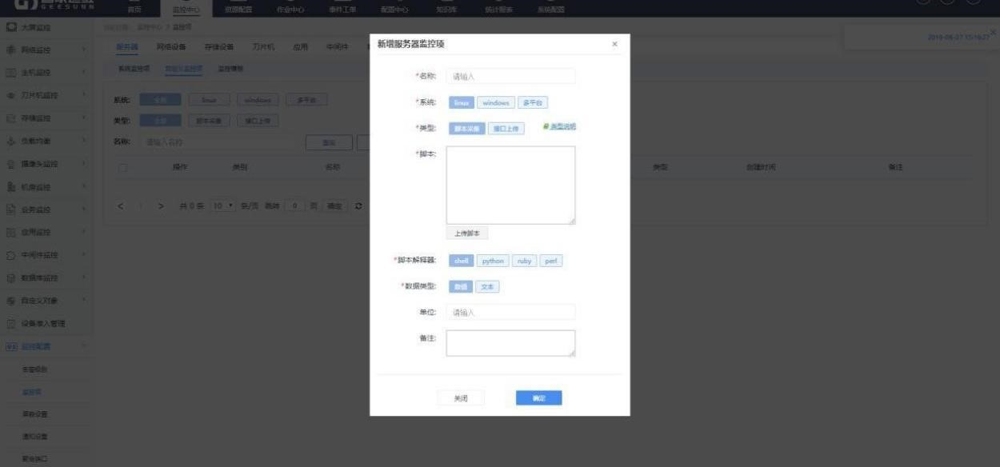 GEESUNN
首页 监控中心 资源配置 作业中心 事件工单 配置中心 知识库 统计报表 系统配置
大屏监控
网络监控
主机监控
刀片机监控
存储监控
负载均衡
摄像头监控
机房监控
业务监控
应用监控
中间件监控
数据库监控
自定义对象
设备准入管理
监控配置
告警级别
监控项
屏蔽设置
通知设置
监控中心 > 监控项
服务器 网络设备 存储设备 刀片机 应用 中间件
系统监控项 自定义监控项 监控模板
系统: 全部 linux windows 多平台
类型: 全部 脚本采集 接口上传
名称: 请输入名称 查询
操作 类别 名称 类型 创建时间 备注
< 1 > 共 0 条 10 条/页 跳转 0 页 确定
2019-06-27 15:16:27
新增服务器监控项 ×
*名称: 请输入
*系统: linux windows 多平台
*类型: 脚本采集 接口上传 类型说明
*脚本:
上传脚本
*脚本解释器: shell python ruby perl
*数据类型: 数值 文本
单位: 请输入
备注:
关闭 确定